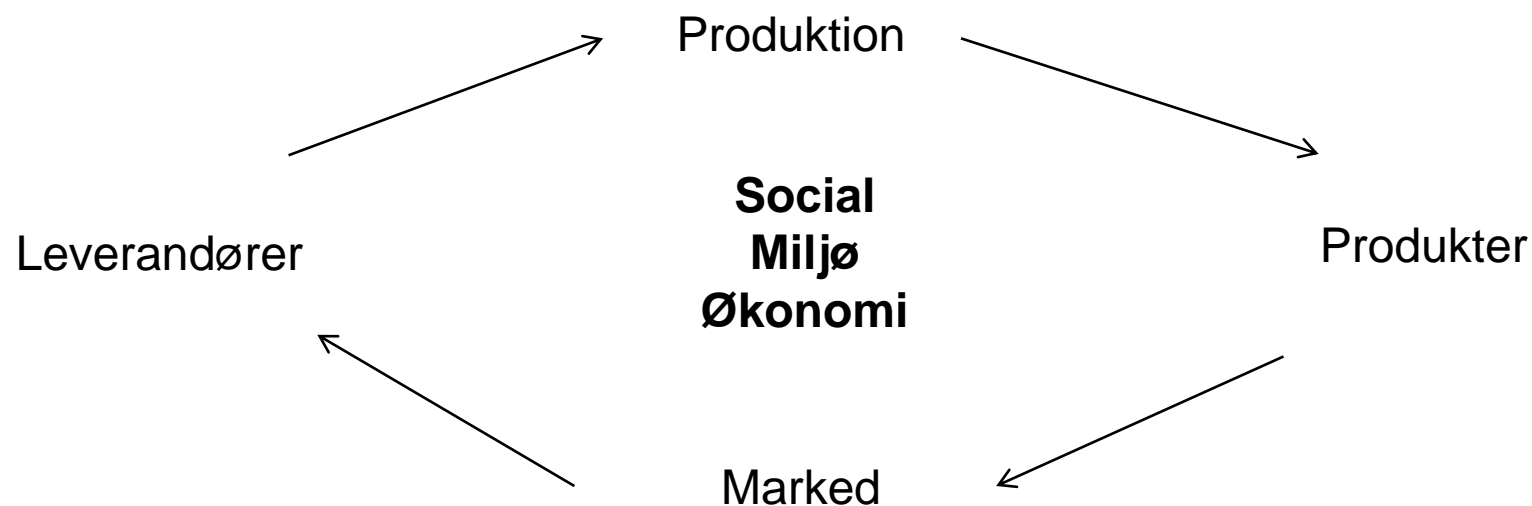 Produktion
Social
Miljø
Økonomi
Leverandører
Produkter
Marked